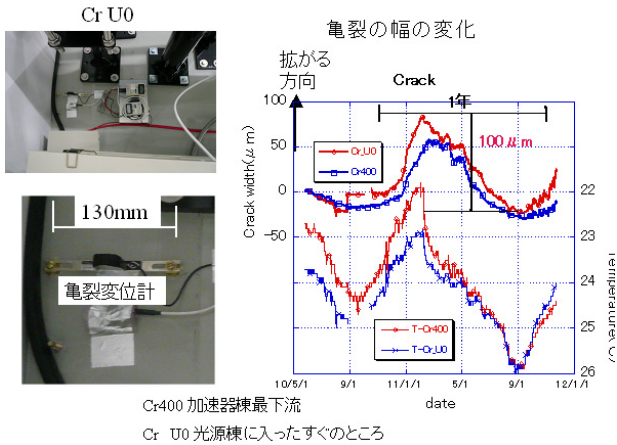 Cr U0
亀裂の幅の変化
拡がる
方向
Crack
1年
100
100μm
50
0
-50
Cr_U0
Cr400
Crack width(μm)
22
23
24
25
26
Temperature(℃)
T-Cr400
T-Cr_U0
10/5/1
9/1
11/1/1
5/1
9/1
12/1/1
date
130mm
亀裂変位計
Cr400 加速器棟最下流
Cr U0 光源棟に入ったすぐのところ